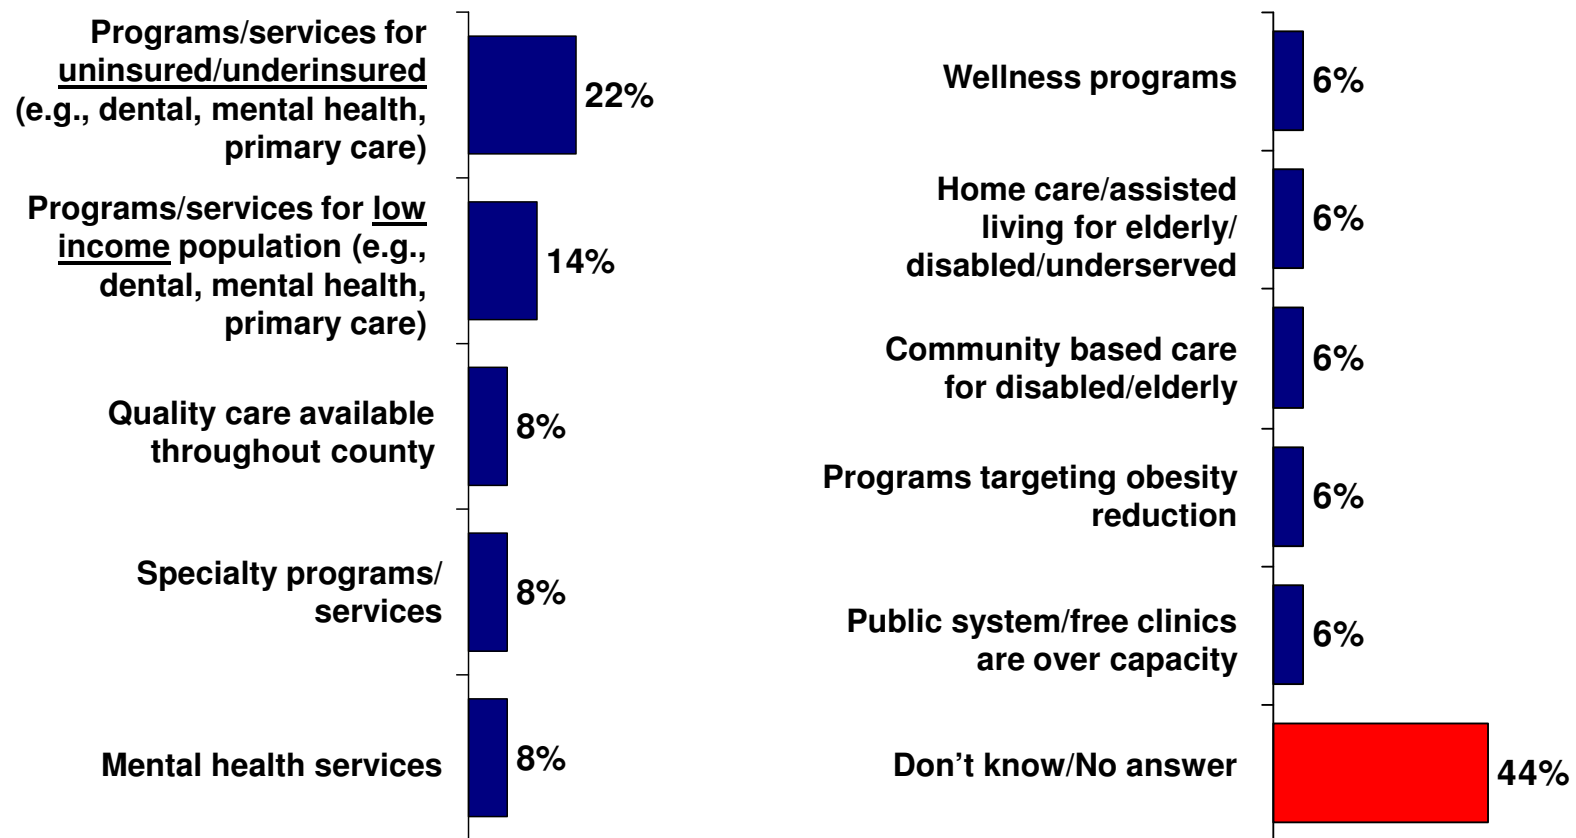 Programs/services for
uninsured/underinsured
(e.g., dental, mental health,
primary care)
22%
Programs/services for low
income population (e.g.,
dental, mental health,
primary care)
14%
Quality care available
throughout county
8%
Specialty programs/
services
8%
Mental health services
8%
Wellness programs
6%
Home care/assisted
living for elderly/
disabled/underserved
6%
Community based care
for disabled/elderly
6%
Programs targeting obesity
reduction
6%
Public system/free clinics
are over capacity
6%
Don't know/No answer
44%